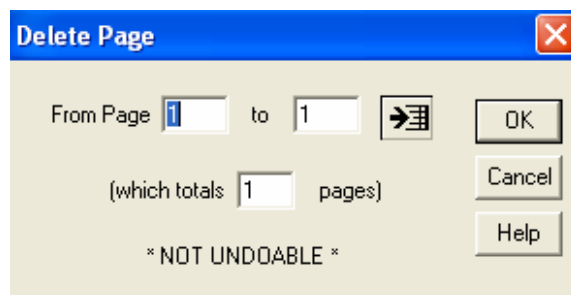 Delete Page
From Page 1 to 1
OK
(which totals 1 pages)
Cancel
Help
* NOT UNDOABLE *